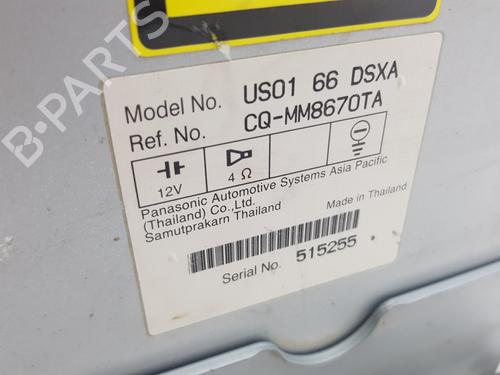 B-PARTS
Model No. US01 66 DSXA
Ref. No. CQ-MM8670TA
12V 4 Ω
Panasonic Automotive Systems Asia Pacific
(Thailand) Co.,Ltd.
Samutprakarn Thailand Made in Thailand
Serial No. 515255